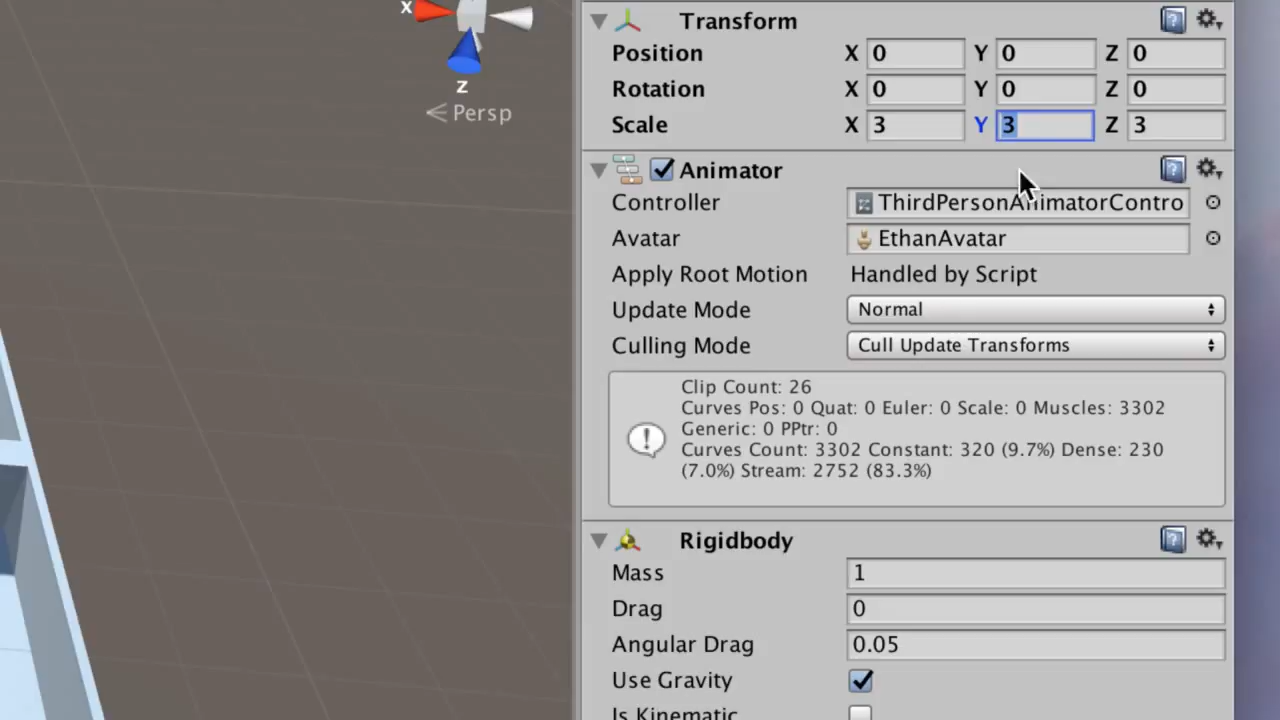 X
Z
Persp
Transform
Position X 0 Y 0 Z 0
Rotation X 0 Y 0 Z 0
Scale X 3 Y 3 Z 3
Animator
Controller ThirdPersonAnimatorContro
Avatar EthanAvatar
Apply Root Motion Handled by Script
Update Mode Normal
Culling Mode Cull Update Transforms
Clip Count: 26
Curves Pos: 0 Quat: 0 Euler: 0 Scale: 0 Muscles: 3302
Generic: 0 PPtr: 0
Curves Count: 3302 Constant: 320 (9.7%) Dense: 230
(7.0%) Stream: 2752 (83.3%)
Rigidbody
Mass 1
Drag 0
Angular Drag 0.05
Use Gravity
Is Kinematic